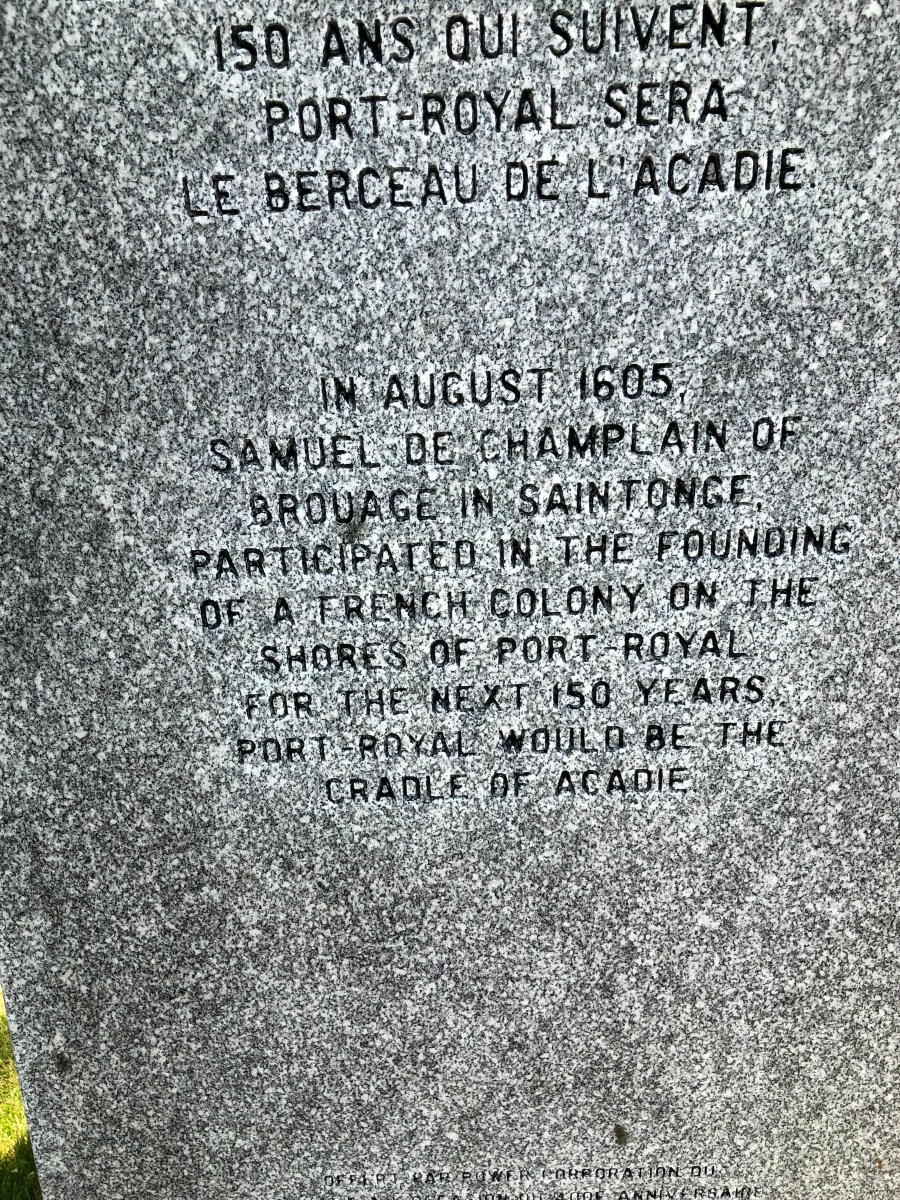 150 ANS QUI SUIVENT,
PORT-ROYAL SERA
LE BERCEAU DE L'ACADIE.
IN AUGUST 1605,
SAMUEL DE CHAMPLAIN OF
BROUAGE IN SAINTONGE,
PARTICIPATED IN THE FOUNDING
OF A FRENCH COLONY ON THE
SHORES OF PORT-ROYAL
FOR THE NEXT 150 YEARS,
PORT-ROYAL WOULD BE THE
CRADLE OF ACADIE
OFFERT PAR POWER CORPORATION DU
ANNIVERSAIRE